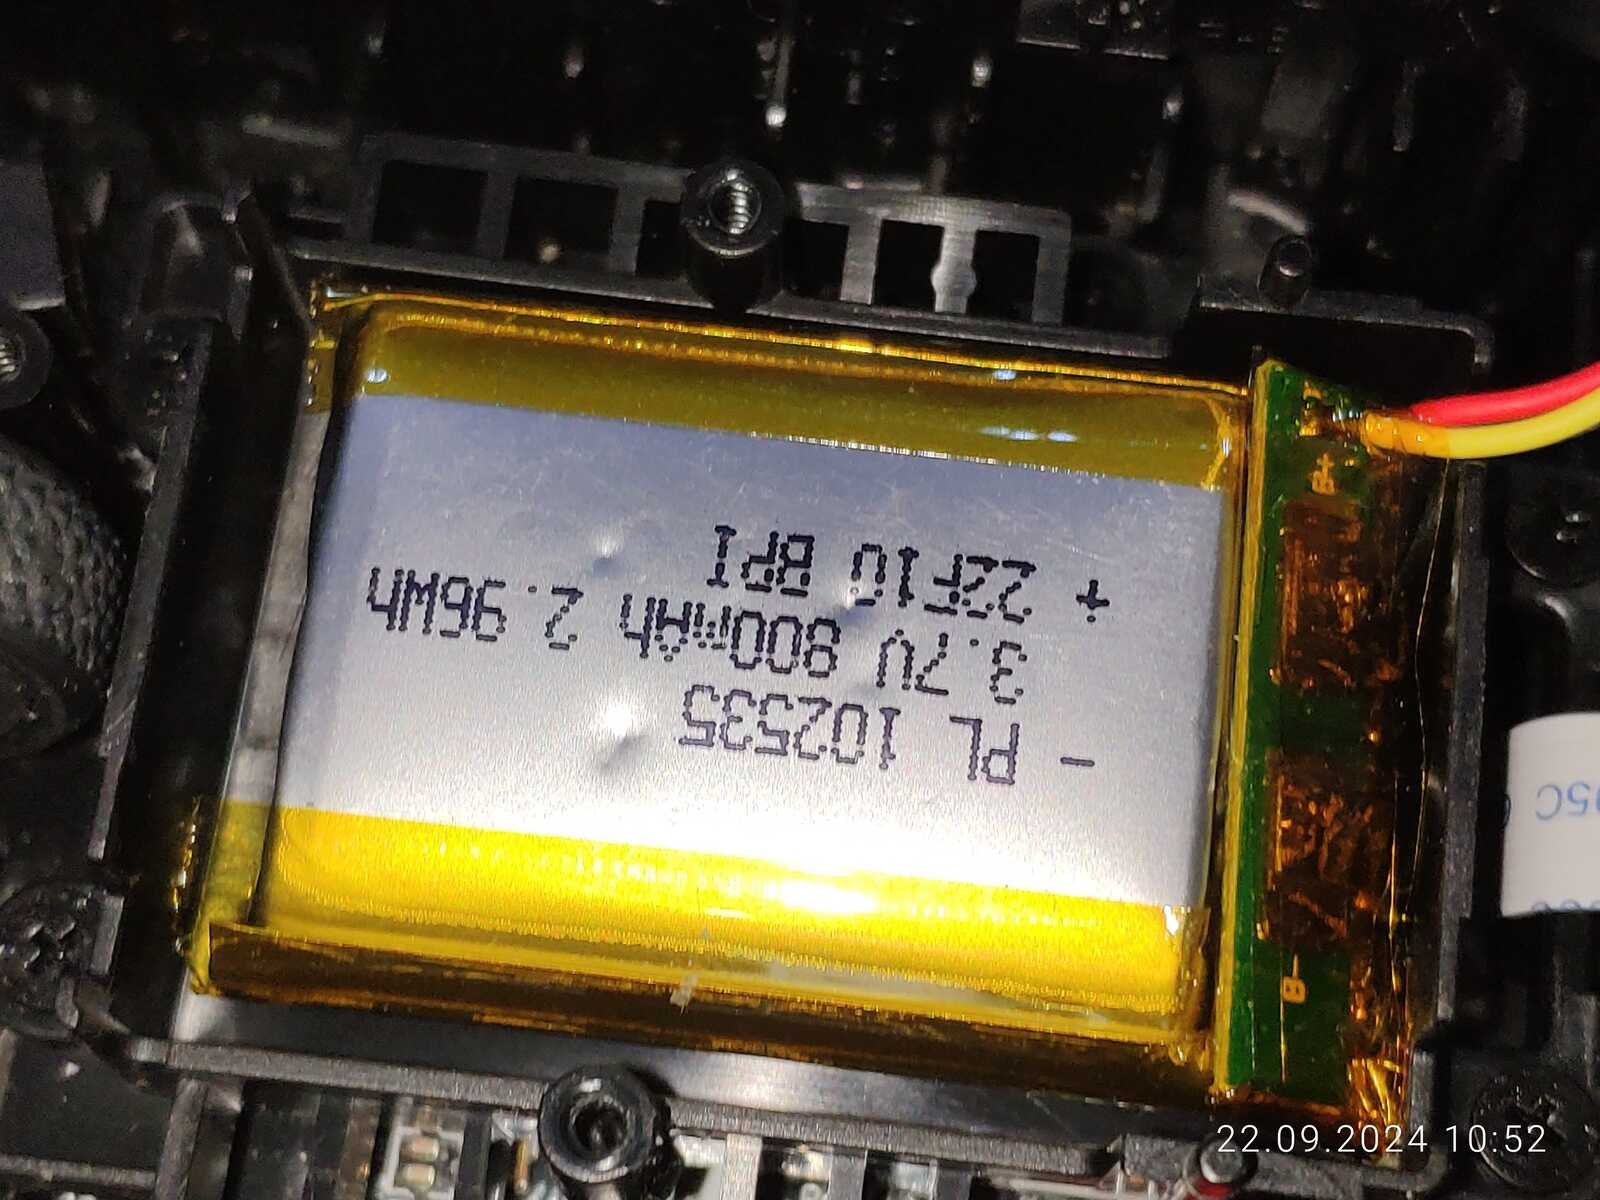 - PL 102535
3.7V 800mAh 2.96Wh
+ 22F10 BPI
B+
B-
22.09.2024 10:52